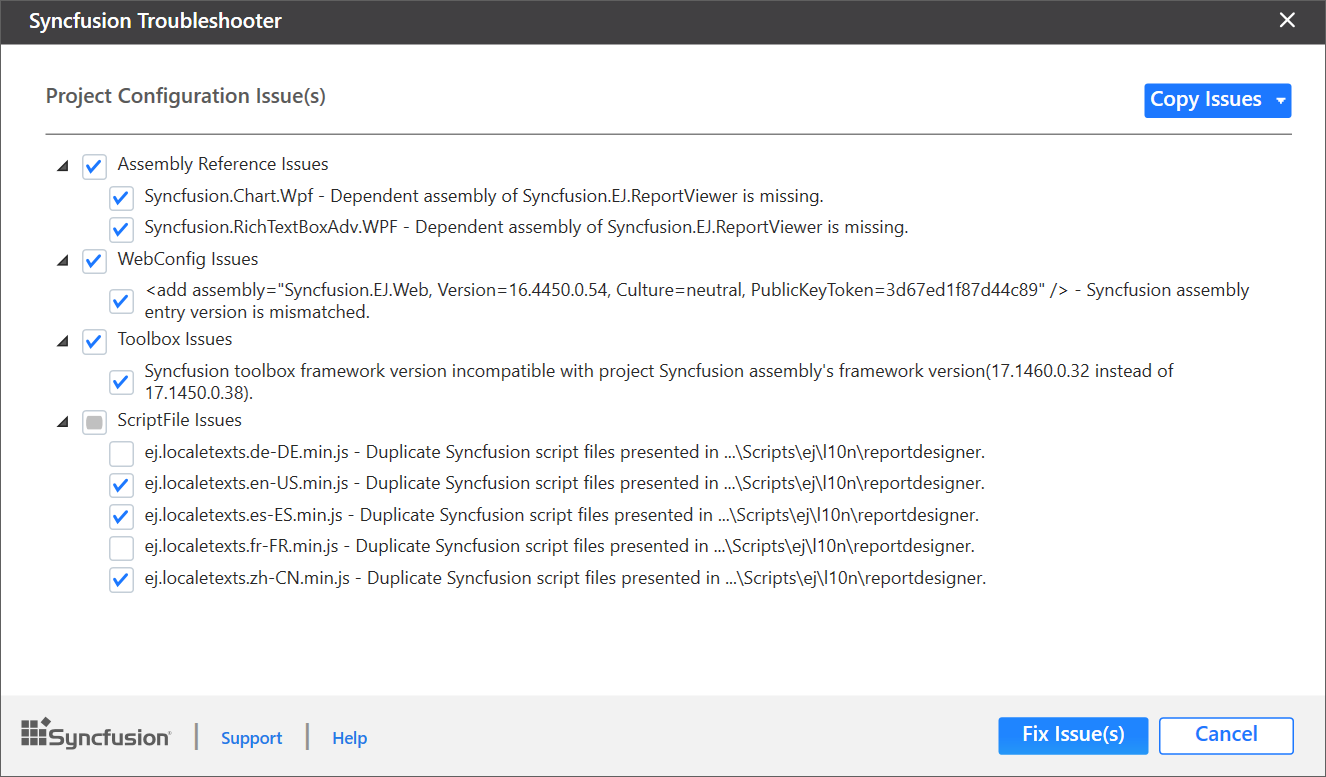 Syncfusion Troubleshooter
Project Configuration Issue(s)
Copy Issues
Assembly Reference Issues
Syncfusion.Chart.Wpf - Dependent assembly of Syncfusion.EJ.ReportViewer is missing.
Syncfusion.RichTextBoxAdv.WPF - Dependent assembly of Syncfusion.EJ.ReportViewer is missing.
WebConfig Issues
<add assembly="Syncfusion.EJ.Web, Version=16.4450.0.54, Culture=neutral, PublicKeyToken=3d67ed1f87d44c89" /> - Syncfusion assembly
entry version is mismatched.
Toolbox Issues
Syncfusion toolbox framework version incompatible with project Syncfusion assembly's framework version(17.1460.0.32 instead of
17.1450.0.38).
ScriptFile Issues
ej.localetexts.de-DE.min.js - Duplicate Syncfusion script files presented in ...\Scripts\ej\l10n\reportdesigner.
ej.localetexts.en-US.min.js - Duplicate Syncfusion script files presented in ...\Scripts\ej\l10n\reportdesigner.
ej.localetexts.es-ES.min.js - Duplicate Syncfusion script files presented in ...\Scripts\ej\l10n\reportdesigner.
ej.localetexts.fr-FR.min.js - Duplicate Syncfusion script files presented in ...\Scripts\ej\l10n\reportdesigner.
ej.localetexts.zh-CN.min.js - Duplicate Syncfusion script files presented in ...\Scripts\ej\l10n\reportdesigner.
Syncfusion | Support | Help
Fix Issue(s)
Cancel